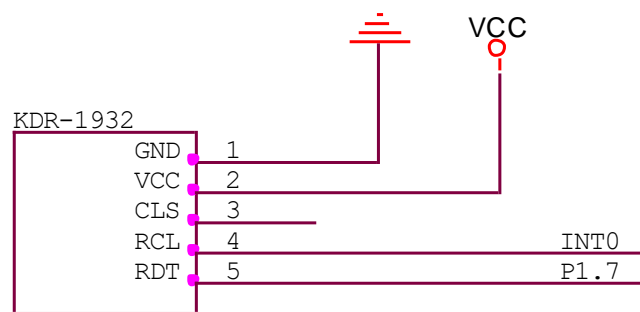 VCC
KDR-1932
GND 1
VCC 2
CLS 3
RCL 4 INT0
RDT 5 P1.7